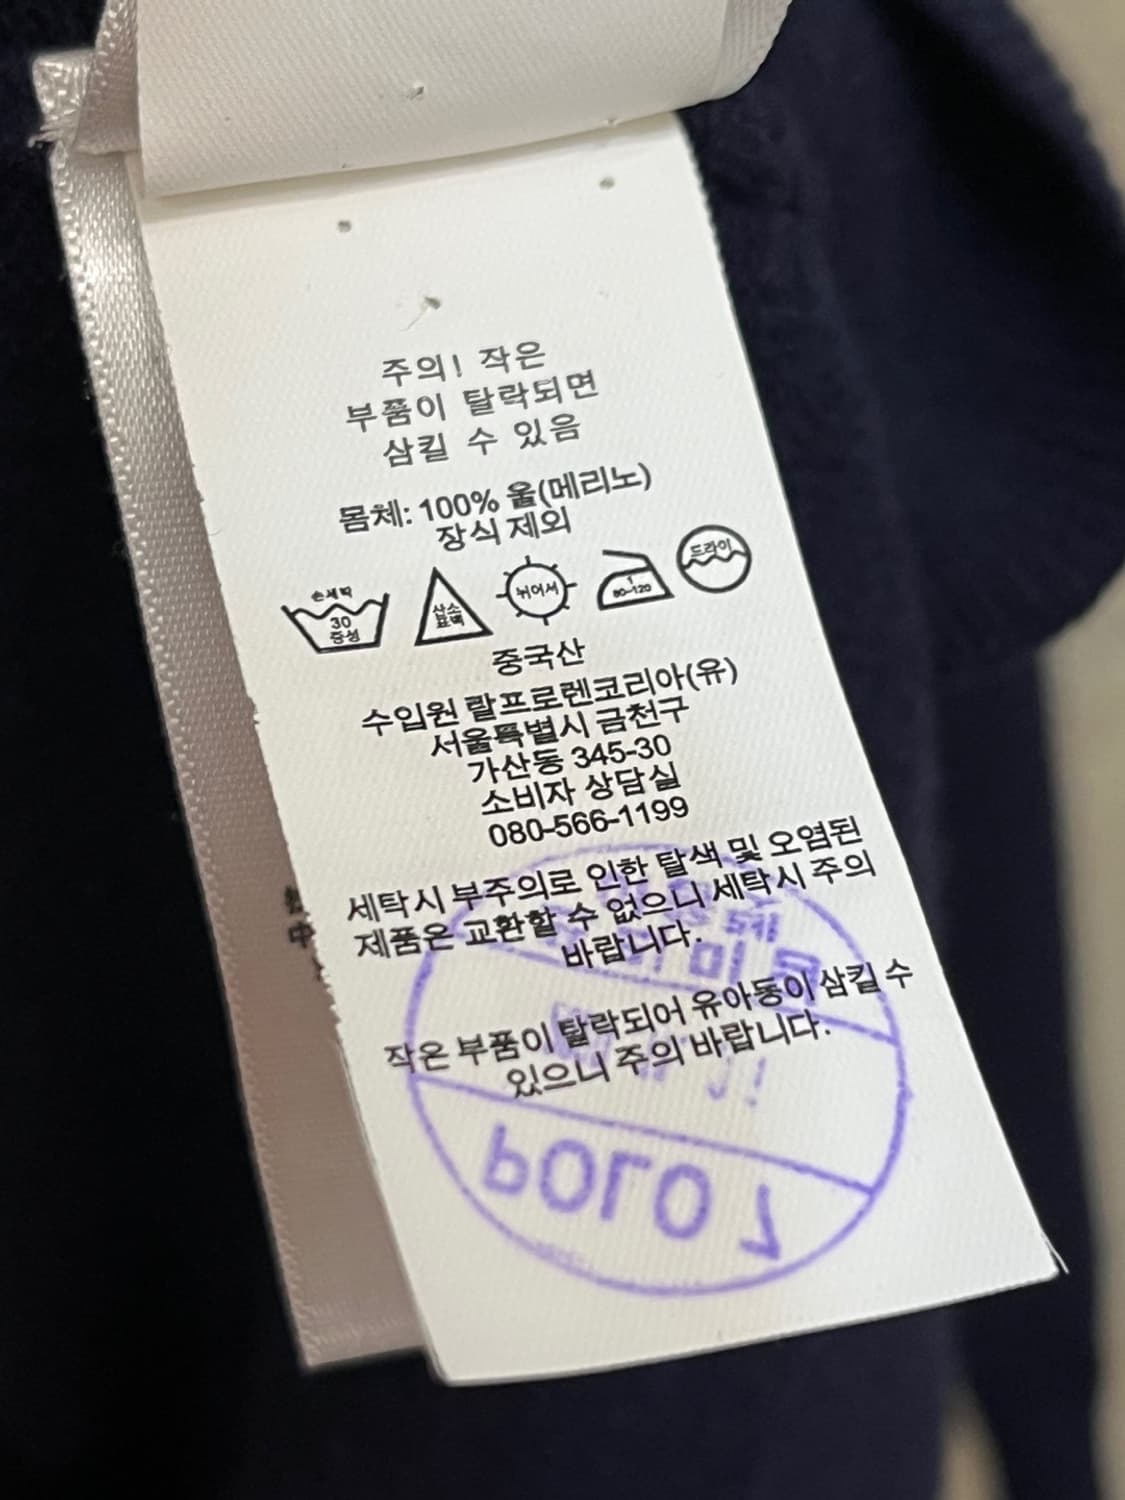 주의! 작은
부품이 탈락되면
삼킬 수 있음
몸체: 100% 울(메리노)
장식 제외
손세탁
30
중성
산소
표백
뉘어서
1
80-120
드라이
중국산
수입원 랄프로렌코리아(유)
서울특별시 금천구
가산동 345-30
소비자 상담실
080-566-1199
세탁시 부주의로 인한 탈색 및 오염된
제품은 교환할 수 없으니 세탁시 주의
바랍니다.
작은 부품이 탈락되어 유아동이 삼킬 수
있으니 주의 바랍니다.
POLO 7